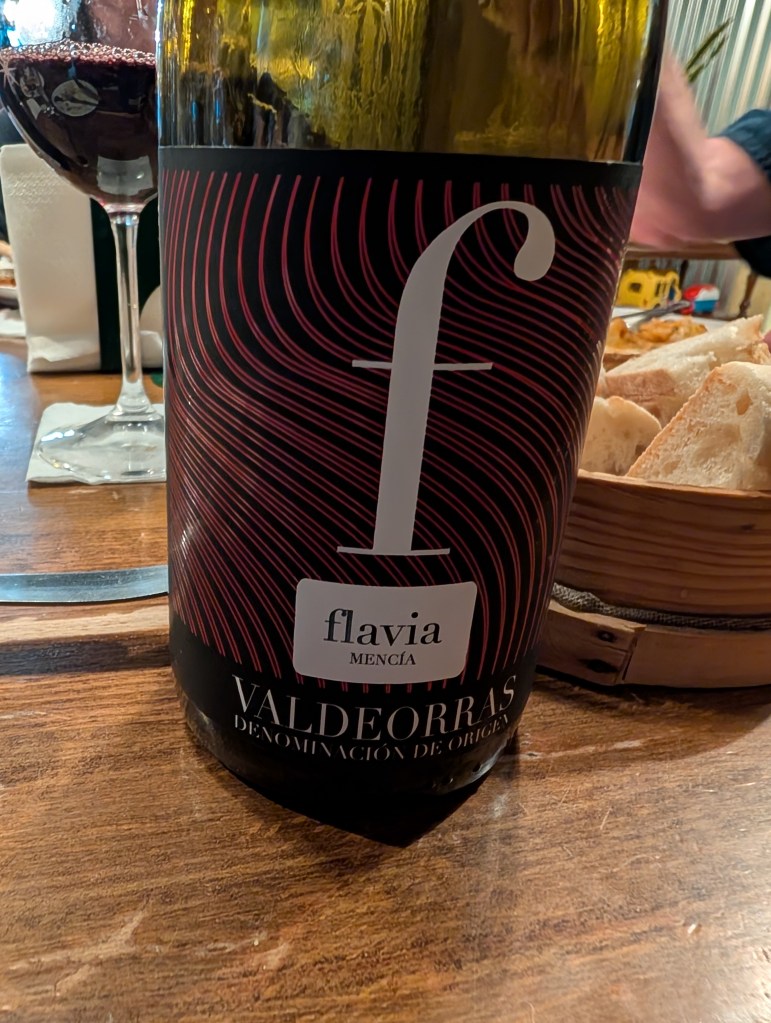 f
flavia
MENCÍA
VALDEORRAS
DENOMINACIÓN DE ORIGEN